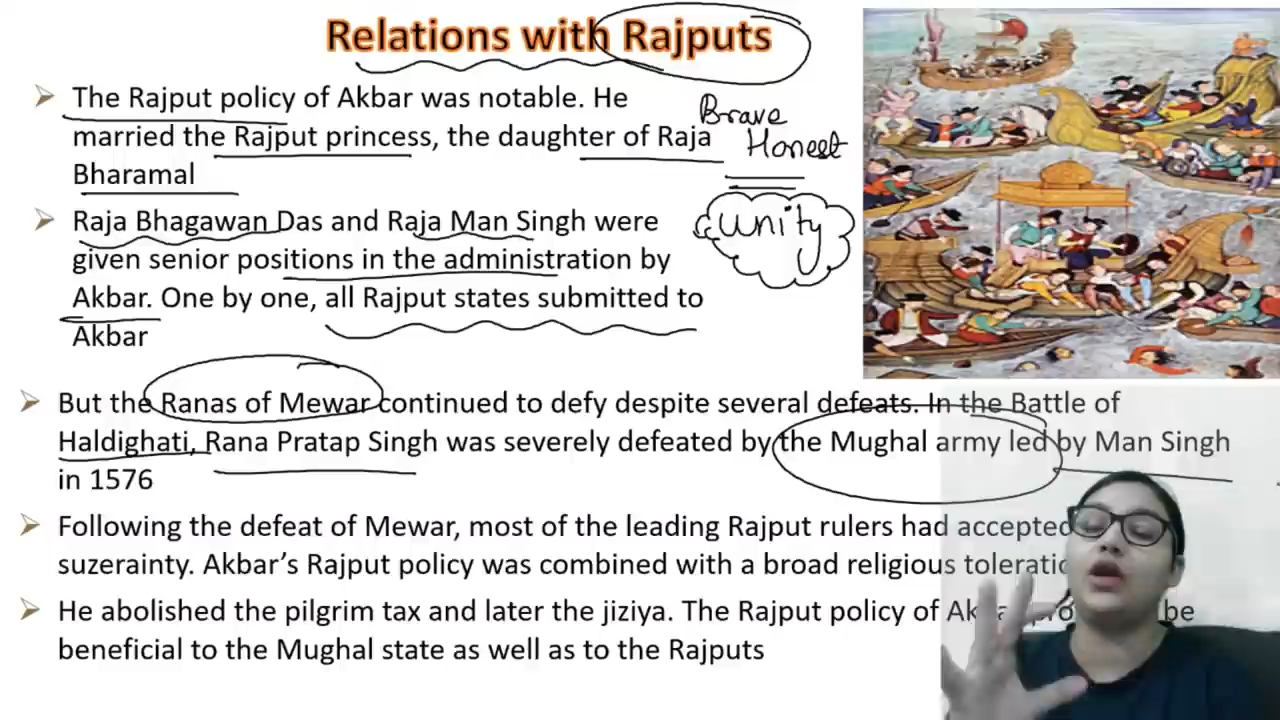 Relations with Rajputs
The Rajput policy of Akbar was notable. He
married the Rajput princess, the daughter of Raja
Bharamal
Brave
Honest
unity
Raja Bhagawan Das and Raja Man Singh were
given senior positions in the administration by
Akbar. One by one, all Rajput states submitted to
Akbar
But the Ranas of Mewar continued to defy despite several defeats. In the Battle of
Haldighati, Rana Pratap Singh was severely defeated by the Mughal army led by Man Singh
in 1576
Following the defeat of Mewar, most of the leading Rajput rulers had accepted
suzerainty. Akbar’s Rajput policy was combined with a broad religious
He abolished the pilgrim tax and later the jiziya. The Rajput policy of be
beneficial to the Mughal state as well as to the Rajputs